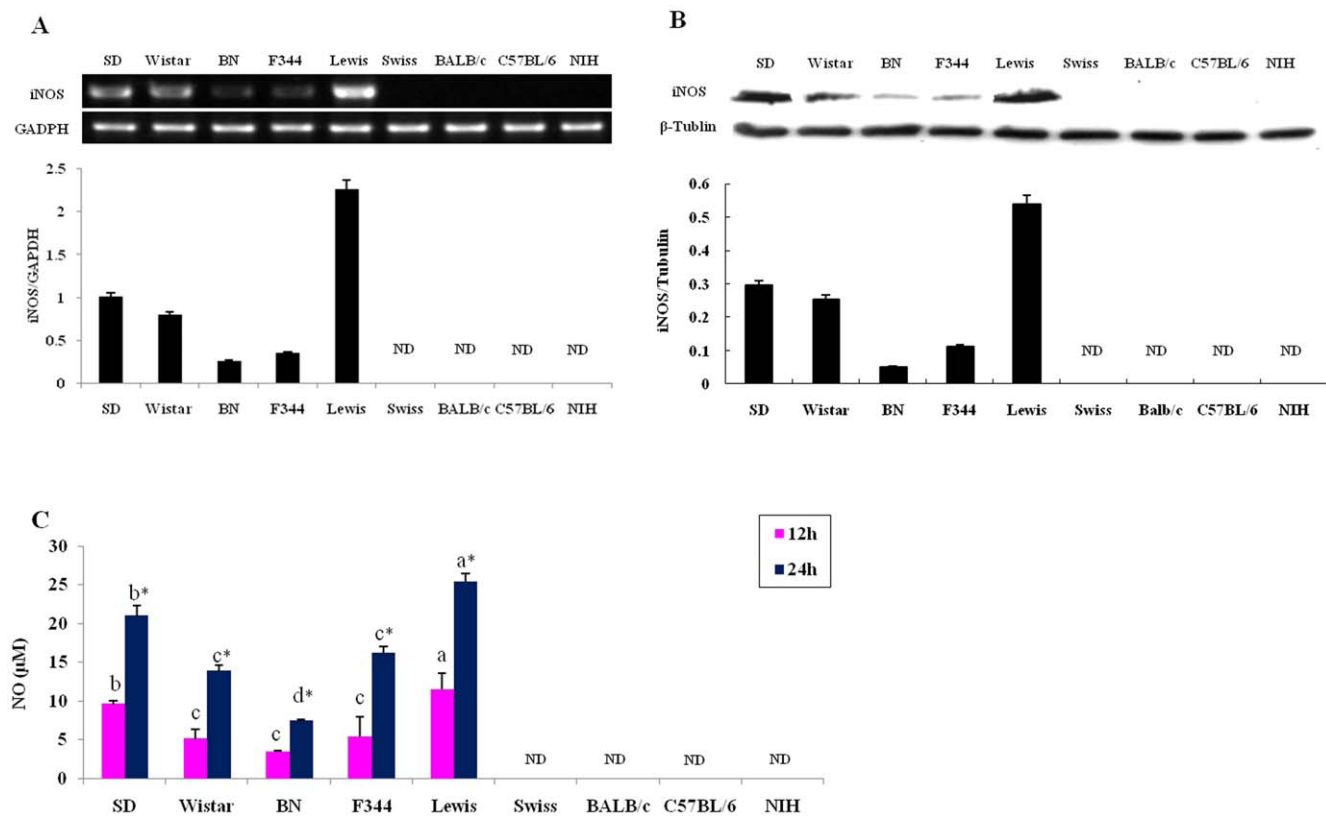 A
SD Wistar BN F344 Lewis Swiss BALB/c C57BL/6 NIH
iNOS
GADPH
2.5
2
1.5
1
0.5
0
iNOS/GAPDH
ND ND ND ND
SD Wistar BN F344 Lewis Swiss BALB/c C57BL/6 NIH
B
SD Wistar BN F344 Lewis Swiss BALB/c C57BL/6 NIH
iNOS
β-Tublin
0.6
0.5
0.4
0.3
0.2
0.1
0
iNOS/Tubulin
ND ND ND ND
SD Wistar BN F344 Lewis Swiss Balb/c C57BL/6 NIH
C
12h
24h
30
25
20
15
10
5
0
NO (µM)
b b* c c* c d* c c* a a*
ND ND ND ND
SD Wistar BN F344 Lewis Swiss BALB/c C57BL/6 NIH